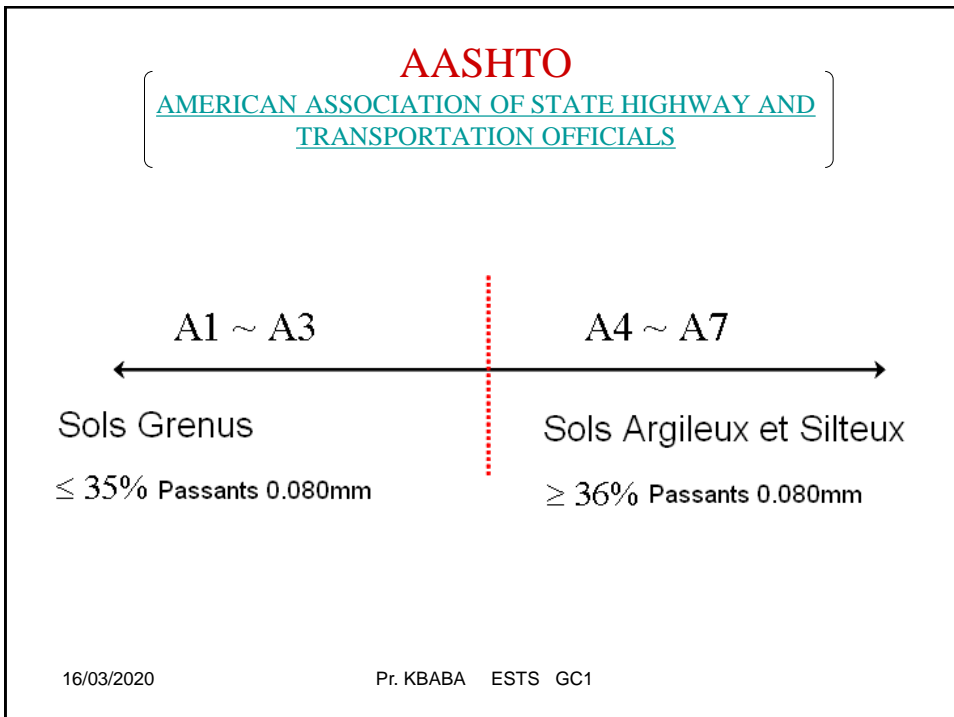 AASHTO
AMERICAN ASSOCIATION OF STATE HIGHWAY AND
TRANSPORTATION OFFICIALS
A1 ~ A3
A4 ~ A7
Sols Grenus
Sols Argileux et Silteux
≤ 35% Passants 0.080mm
≥ 36% Passants 0.080mm
16/03/2020 Pr. KBABA ESTS GC1